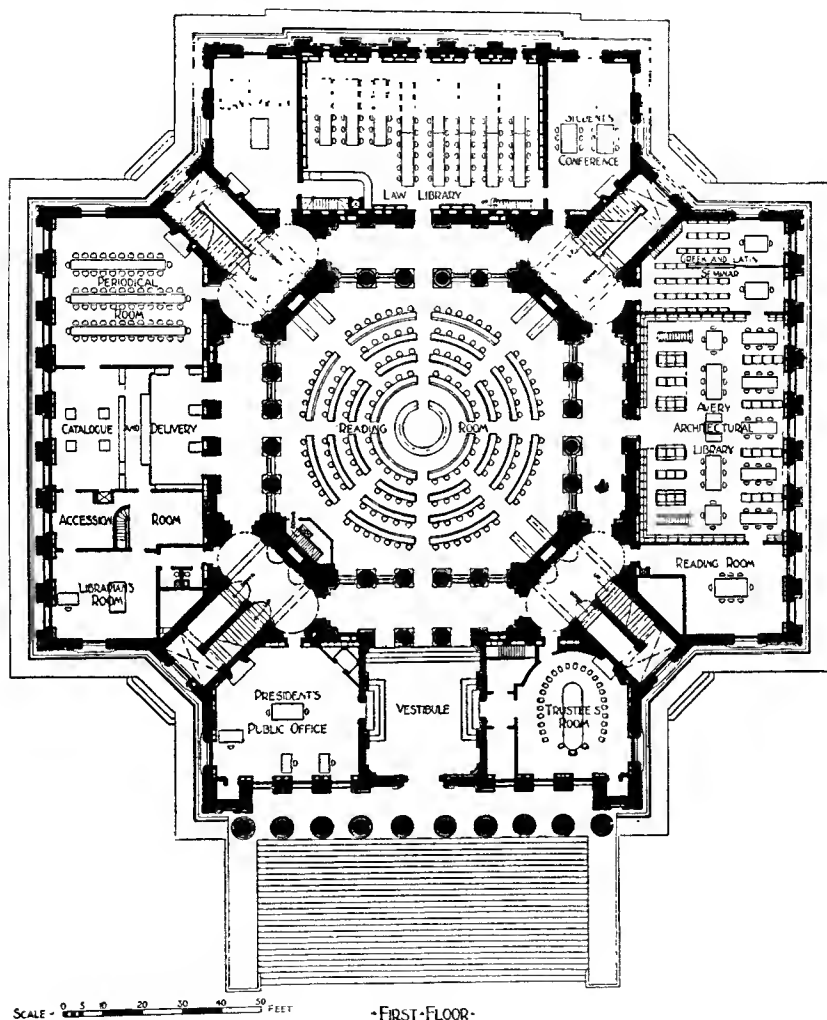 STUDENTS
CONFERENCE
LAW LIBRARY
GREEK AND LATIN
SEMINAR
PERIODICAL
ROOM
AVERY
ARCHITECTURAL
LIBRARY
READING ROOM
CATALOGUE AND DELIVERY
ACCESSION ROOM
LIBRARIAN'S
ROOM
READING ROOM
PRESIDENT'S
PUBLIC OFFICE
VESTIBULE
TRUSTEES
ROOM
SCALE - 0 5 10 20 30 40 50 FEET
-FIRST-FLOOR-